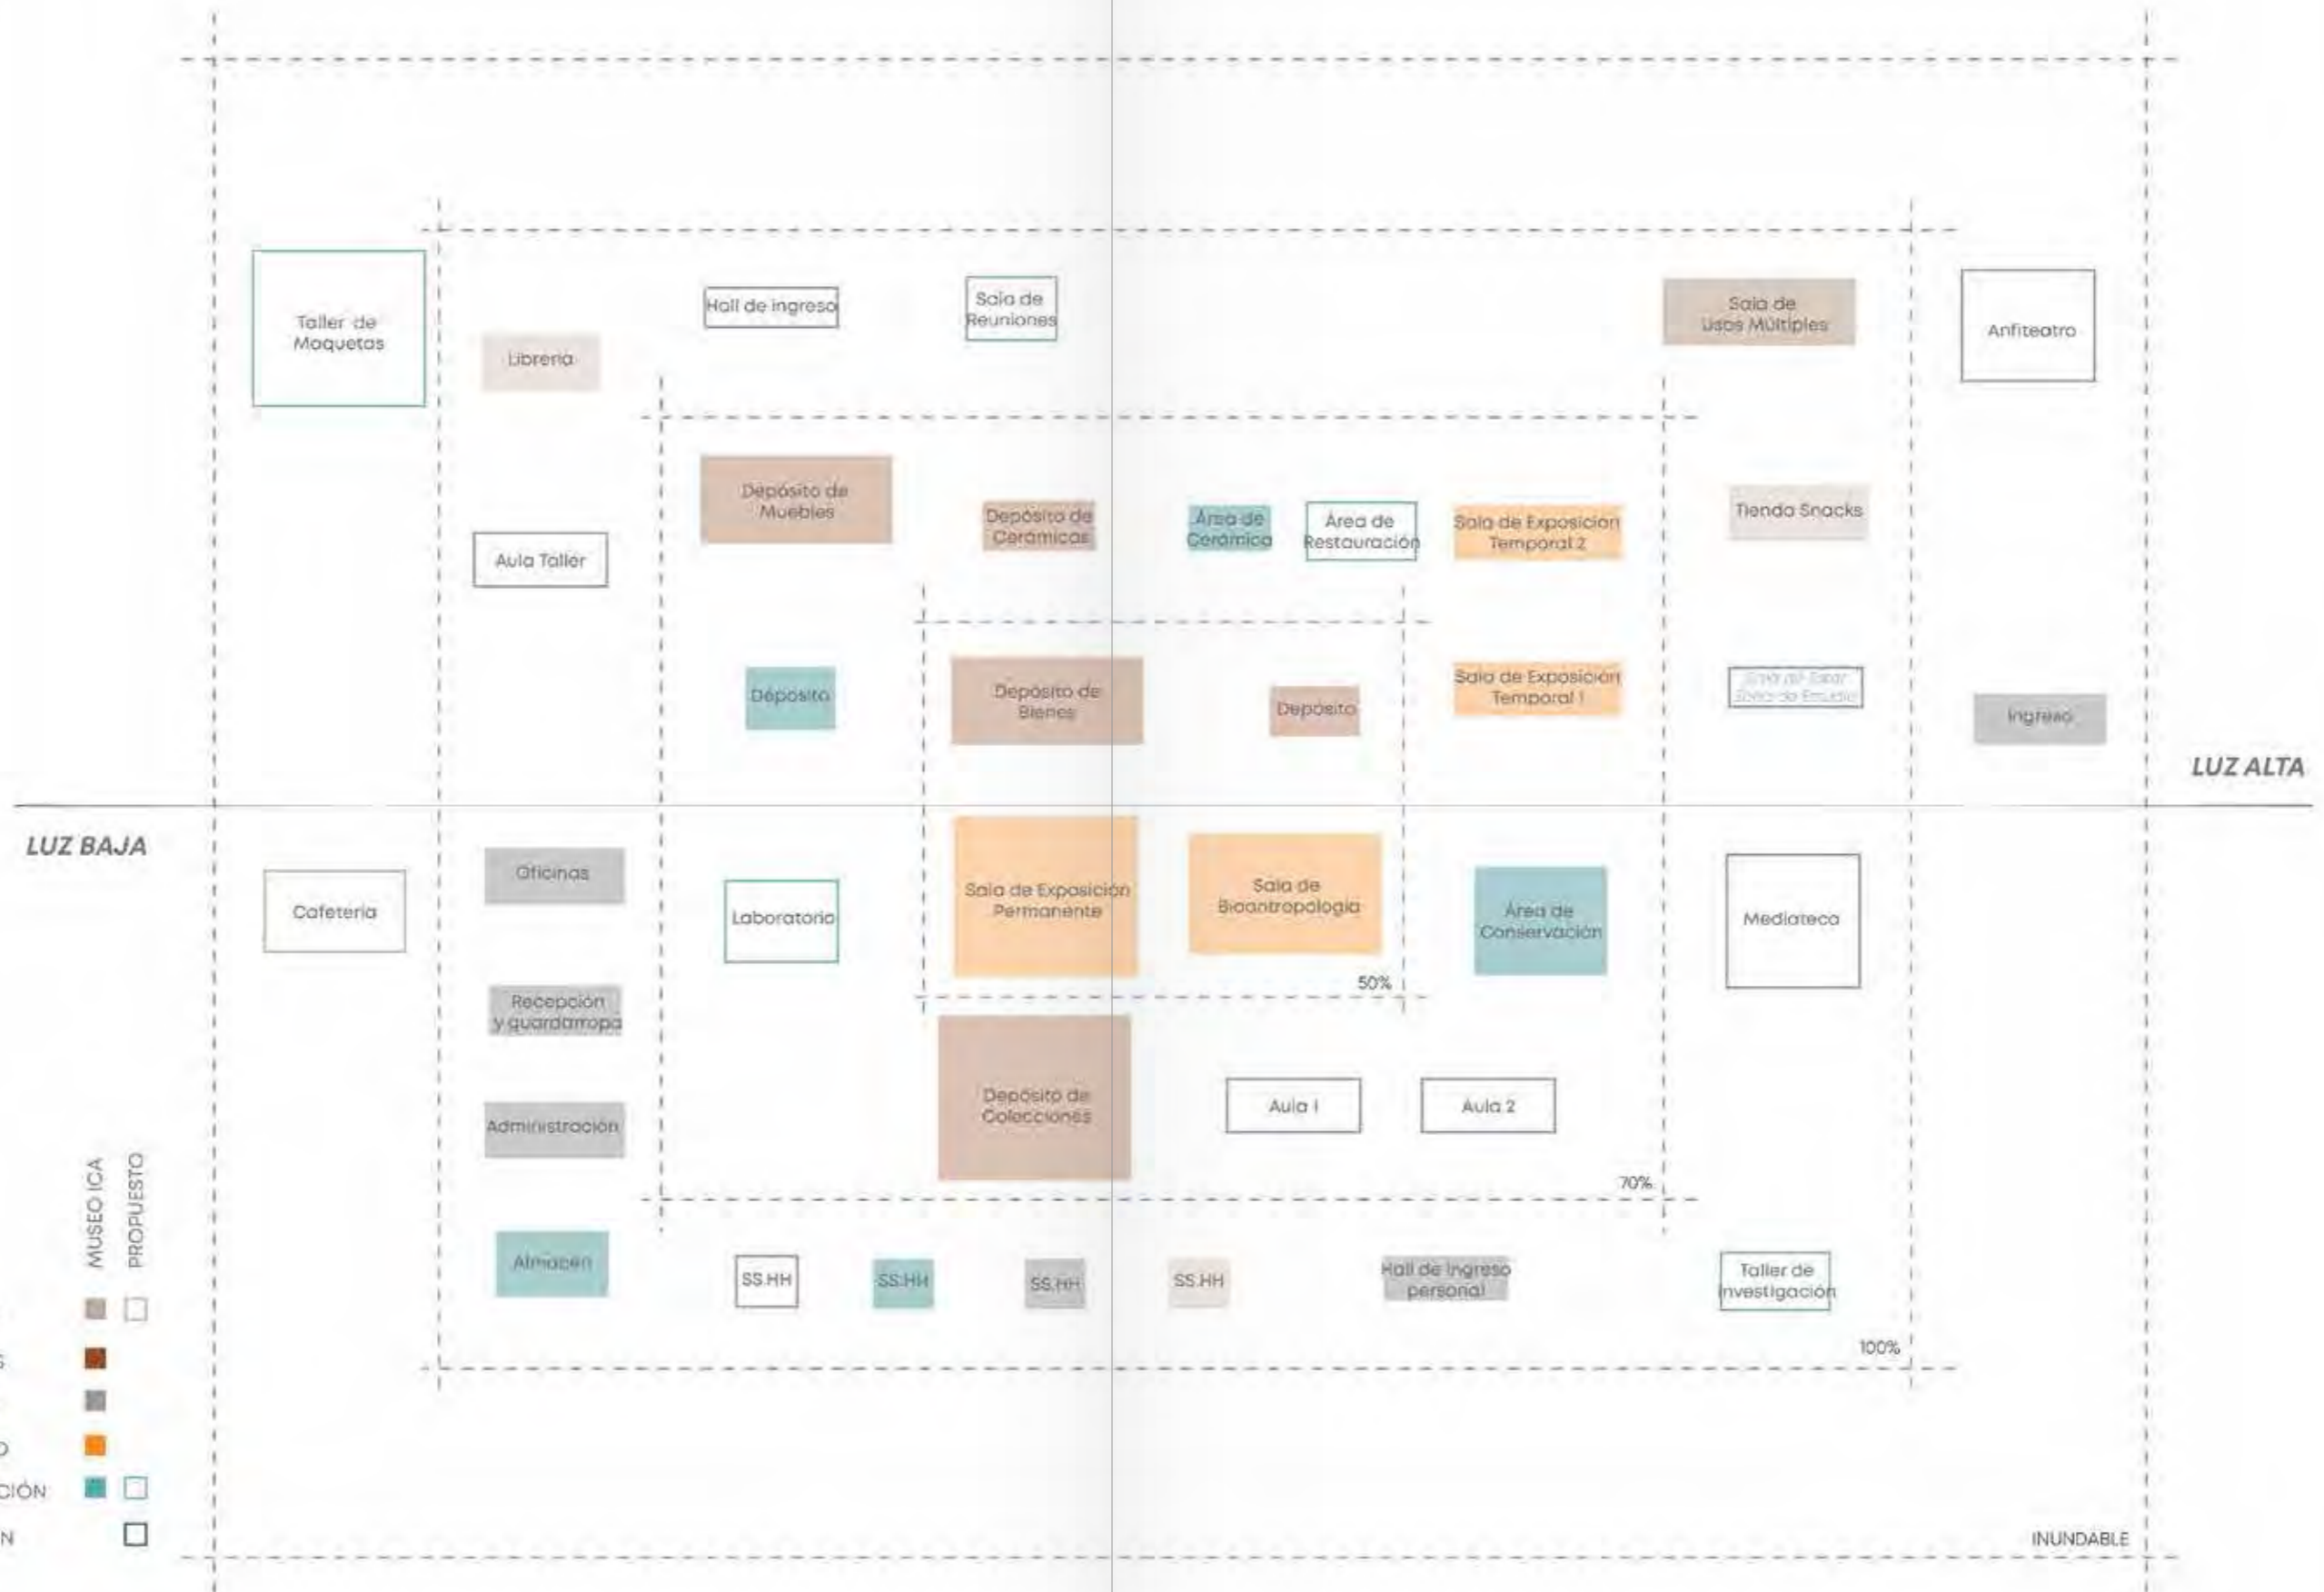 Taller de
Maquetas
Librería
Hall de ingreso
Sala de
Reuniones
Sala de
Usos Múltiples
Anfiteatro
Aula Taller
Depósito de
Muebles
Depósito de
Cerámicas
Área de
Cerámica
Área de
Restauración
Sala de Exposición
Temporal 2
Tienda Snacks
Depósito
Depósito de
Bienes
Depósito
Sala de Exposición
Temporal 1
Ingreso
LUZ ALTA
LUZ BAJA
Cafetería
Oficinas
Recepción
y guardarropa
Administración
Almacén
Laboratorio
Sala de Exposición
Permanente
Sala de
Bioantropología
50%
Área de
Conservación
Mediateca
Depósito de
Colecciones
Aula 1
Aula 2
70%
SS.HH
SS.HH
SS.HH
SS.HH
Hall de ingreso
personal
Taller de
Investigación
100%
INUNDABLE
MUSEO ICA
PROPUESTO
S
O
CIÓN
N